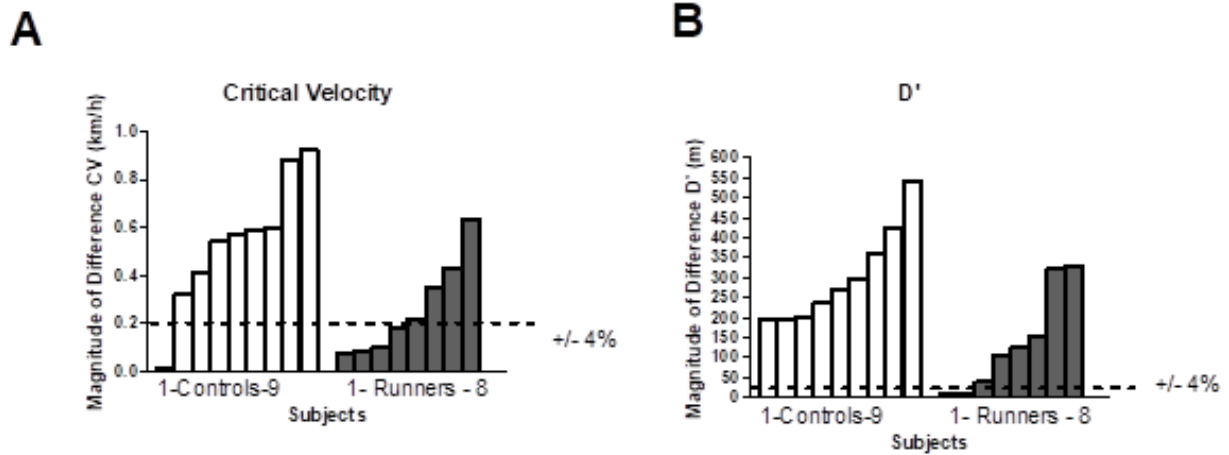 A
Critical Velocity
Magnitude of Difference CV (km/h)
1.0
0.8
0.6
0.4
0.2
0.0
+/- 4%
1-Controls-9
1- Runners - 8
Subjects
B
D'
Magnitude of Difference D' (m)
600
550
500
450
400
350
300
250
200
150
100
50
0
+/- 4%
1-Controls-9
1- Runners - 8
Subjects